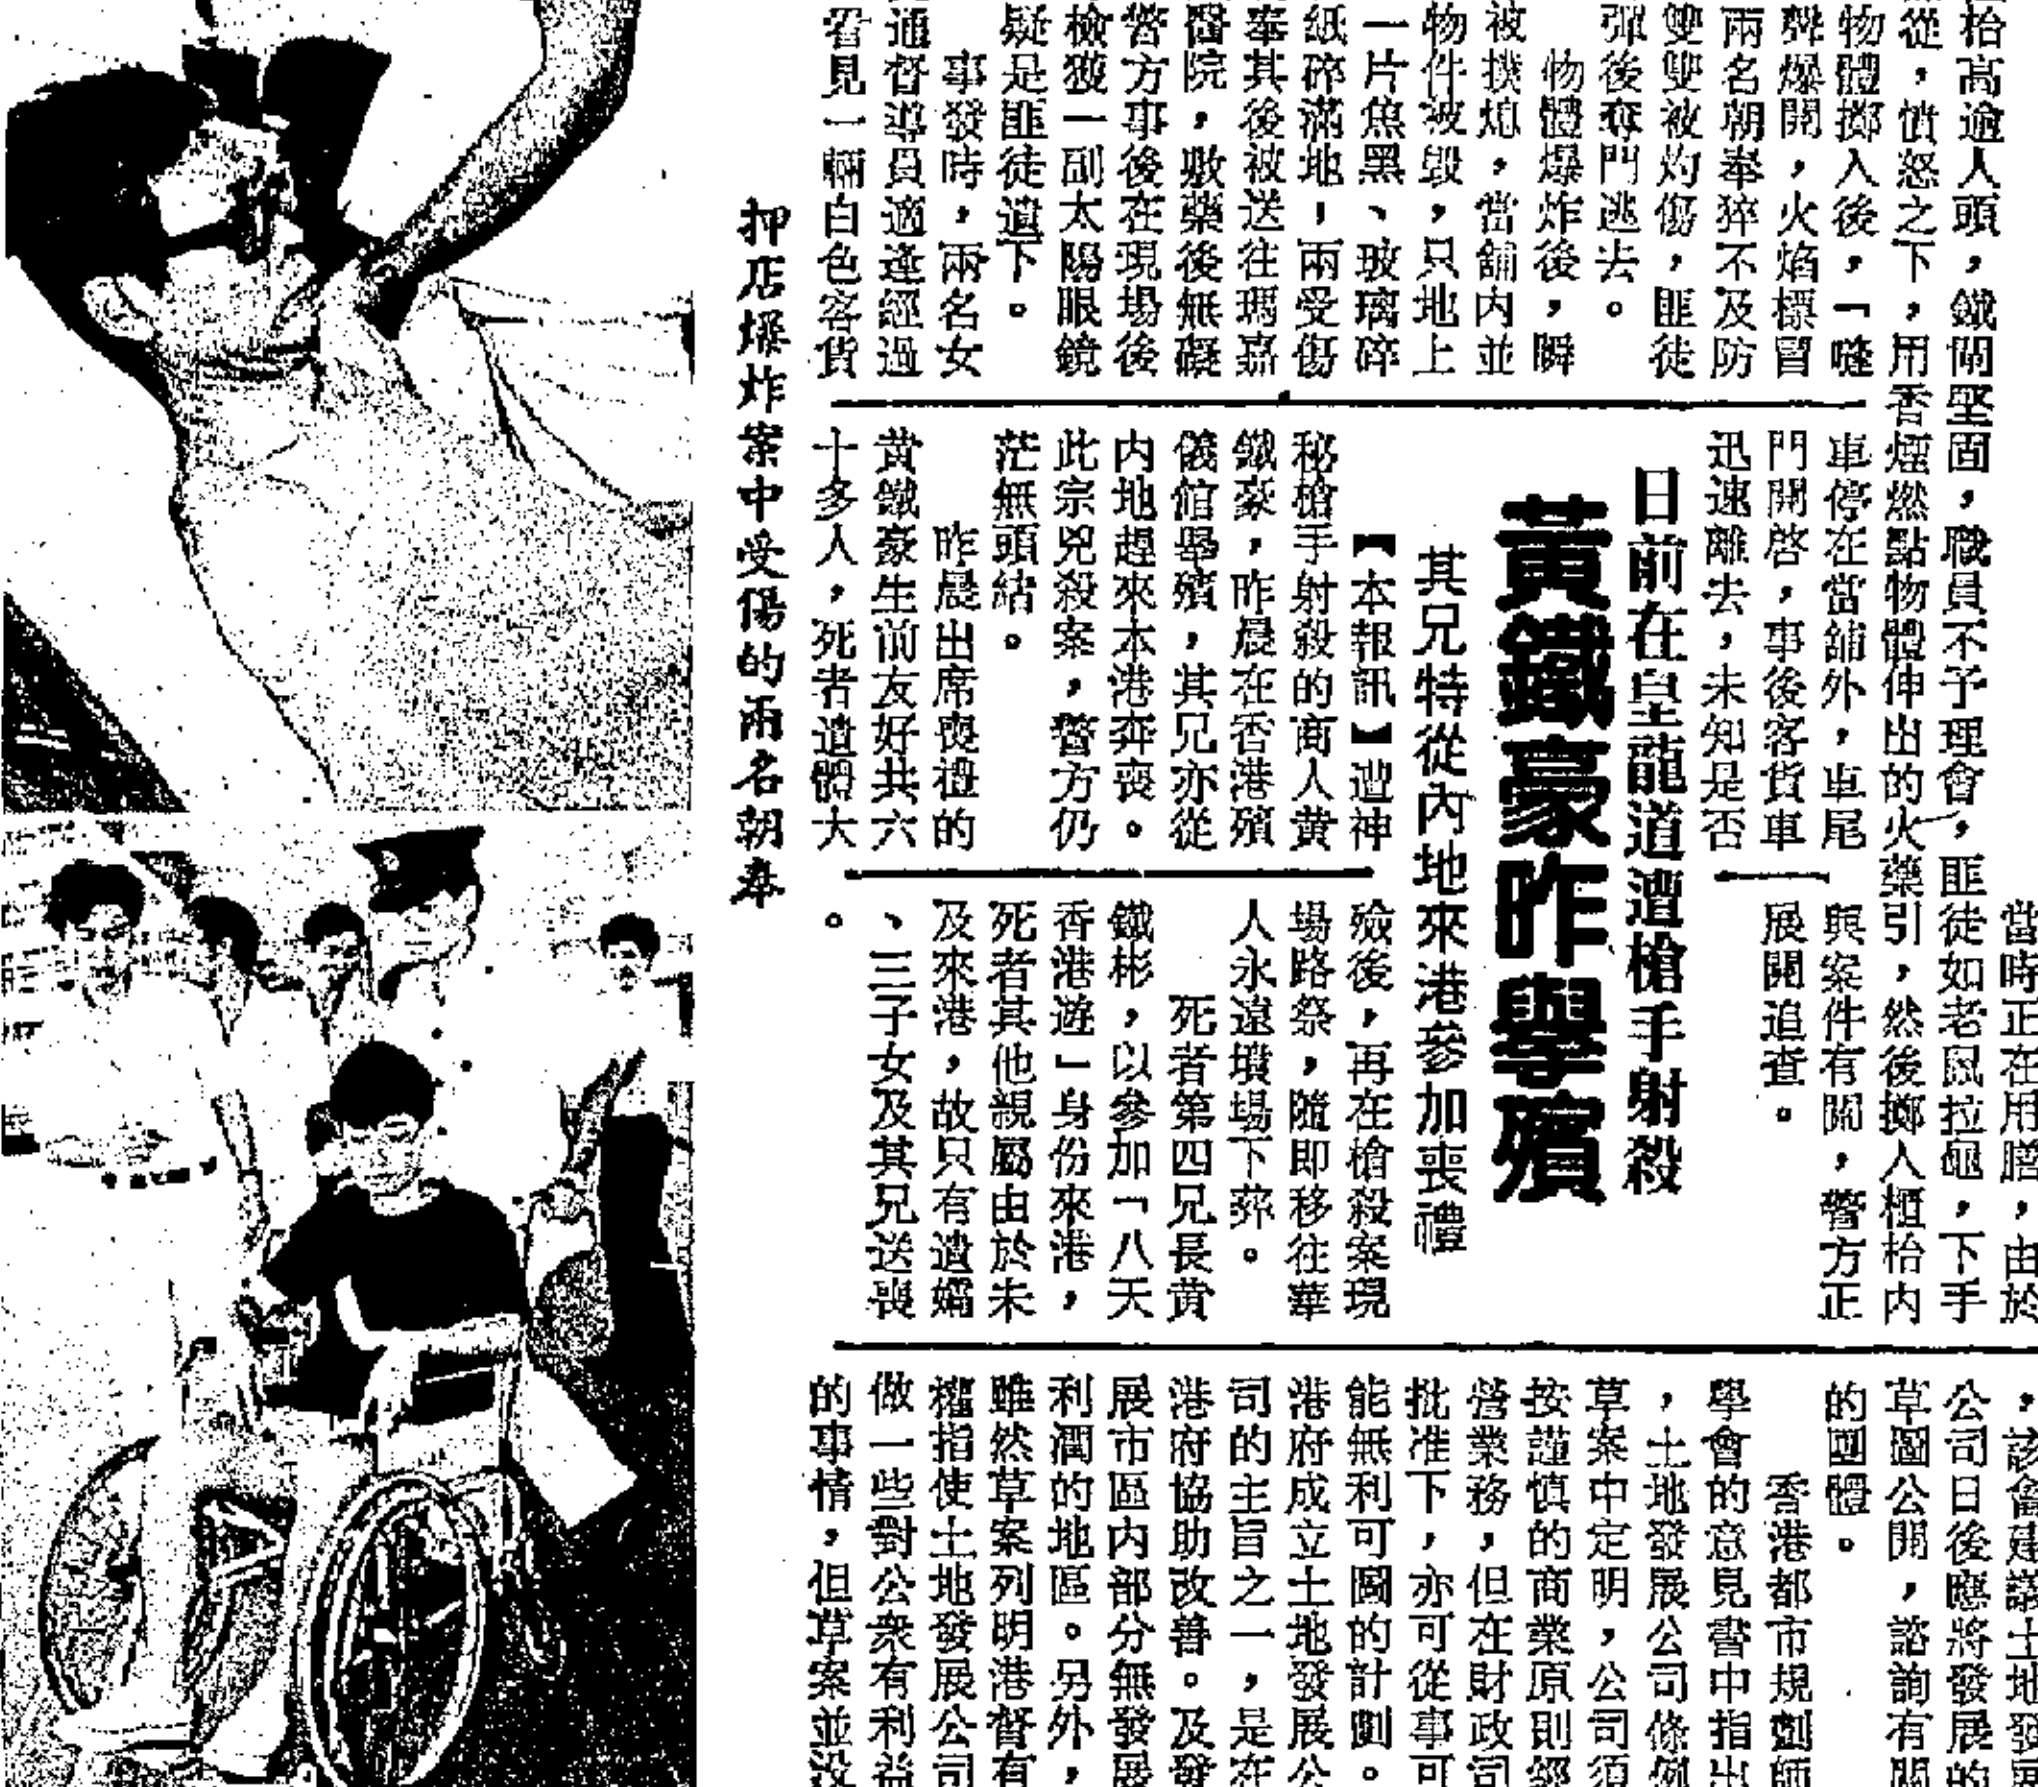 當時正在用膳，由於
枱高逾人頭，鐵閘堅固，職員不予理會，匪徒如老鼠拉龜，下手
從，憤怒之下，用香煙燃點物體伸出的火藥引，然後擲入櫃枱內
物體擲入後，「
聲爆開，火焰標冒
兩名朝奉猝不及防
雙雙被灼傷，匪徒
彈後奪門逃去。
物體爆炸後，瞬
被撲熄，當舖內並
物件被毀，只地上
一片焦黑、玻璃碎
紙碎滿地，兩受傷
奉其後被送往瑪嘉
醫院，敷藥後無礙
警方事後在現場後
檢獲一副太陽眼鏡
疑是匪徒遺下。
事發時，兩名女
通督導員適逢經過
看見一輛白色客貨
車停在當舖外，車尾
門開啓，事後客貨車
迅速離去，未知是否
與案件有關，警方正
展開追查。
押店爆炸案中受傷的兩名朝奉
日前在皇龍道遭槍手射殺
黃鐵豪昨舉殯
其兄特從內地來港參加喪禮
【本報訊】遭神
秘槍手射殺的商人黃
鐵豪，昨晨在香港殯
儀館舉殯，其兄亦從
內地趕來本港奔喪。
此宗兇殺案，警方仍
茫無頭緒。
昨晨出席喪禮的
黃鐵豪生前友好共六
十多人，死者遺體大
殮後，再在槍殺案現
場路祭，隨即移往華
人永遠墳場下葬。
死者第四兄長黃
鐵彬，以參加「八天
香港遊」身份來港，
死者其他親屬由於未
及來港，故只有遺孀
、三子女及其兄送喪
。
，該會建議土地發展
公司日後應將發展的
草圖公開，諮詢有關
的團體。
香港都市規劃師
學會的意見書中指出
，土地發展公司條例
草案中定明，公司須
按謹慎的商業原則經
營業務，但在財政司
批准下，亦可從事可
能無利可圖的計劃。
港府成立土地發展公
司的主旨之一，是在
港府協助改善。及發
展市區內部分無發展
利潤的地區。另外，
雖然草案列明港督有
權指使土地發展公司
做一些對公衆有利益
的事情，但草案並沒